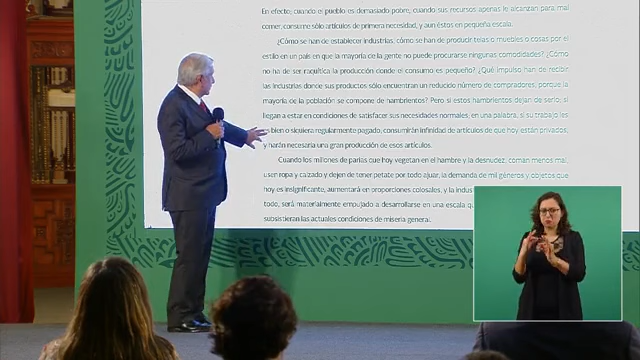 En efecto, cuando el pueblo es demasiado pobre, cuando sus recursos apenas le alcanzan para mal
comer, consume sólo artículos de primera necesidad, y aun éstos en pequeña escala.
¿Cómo se han de establecer industrias, cómo se han de producir telas o muebles o cosas por el
estilo en un país en que la mayoría de la gente no puede procurarse ningunas comodidades? ¿Cómo
no ha de ser raquítica la producción donde el consumo es pequeño? ¿Qué impulso han de recibir
las industrias donde sus productos sólo encuentran un reducido número de compradores, porque la
mayoría de la población se compone de hambrientos? Pero si estos hambrientos dejan de serlo; si
llegan a estar en condiciones de satisfacer sus necesidades normales; en una palabra, si su trabajo les
es bien o siquiera regularmente pagado, consumirán infinidad de artículos de que hoy están privados,
y harán necesaria una gran producción de esos artículos.
Cuando los millones de parias que hoy vegetan en el hambre y la desnudez, coman menos mal,
usen ropa y calzado y dejen de tener petate por todo ajuar, la demanda de mil géneros y objetos que
hoy es insignificante, aumentará en proporciones colosales, y la indus
todo, será materialmente empujado a desarrollarse en una escala qu
subsistieran las actuales condiciones de miseria general.